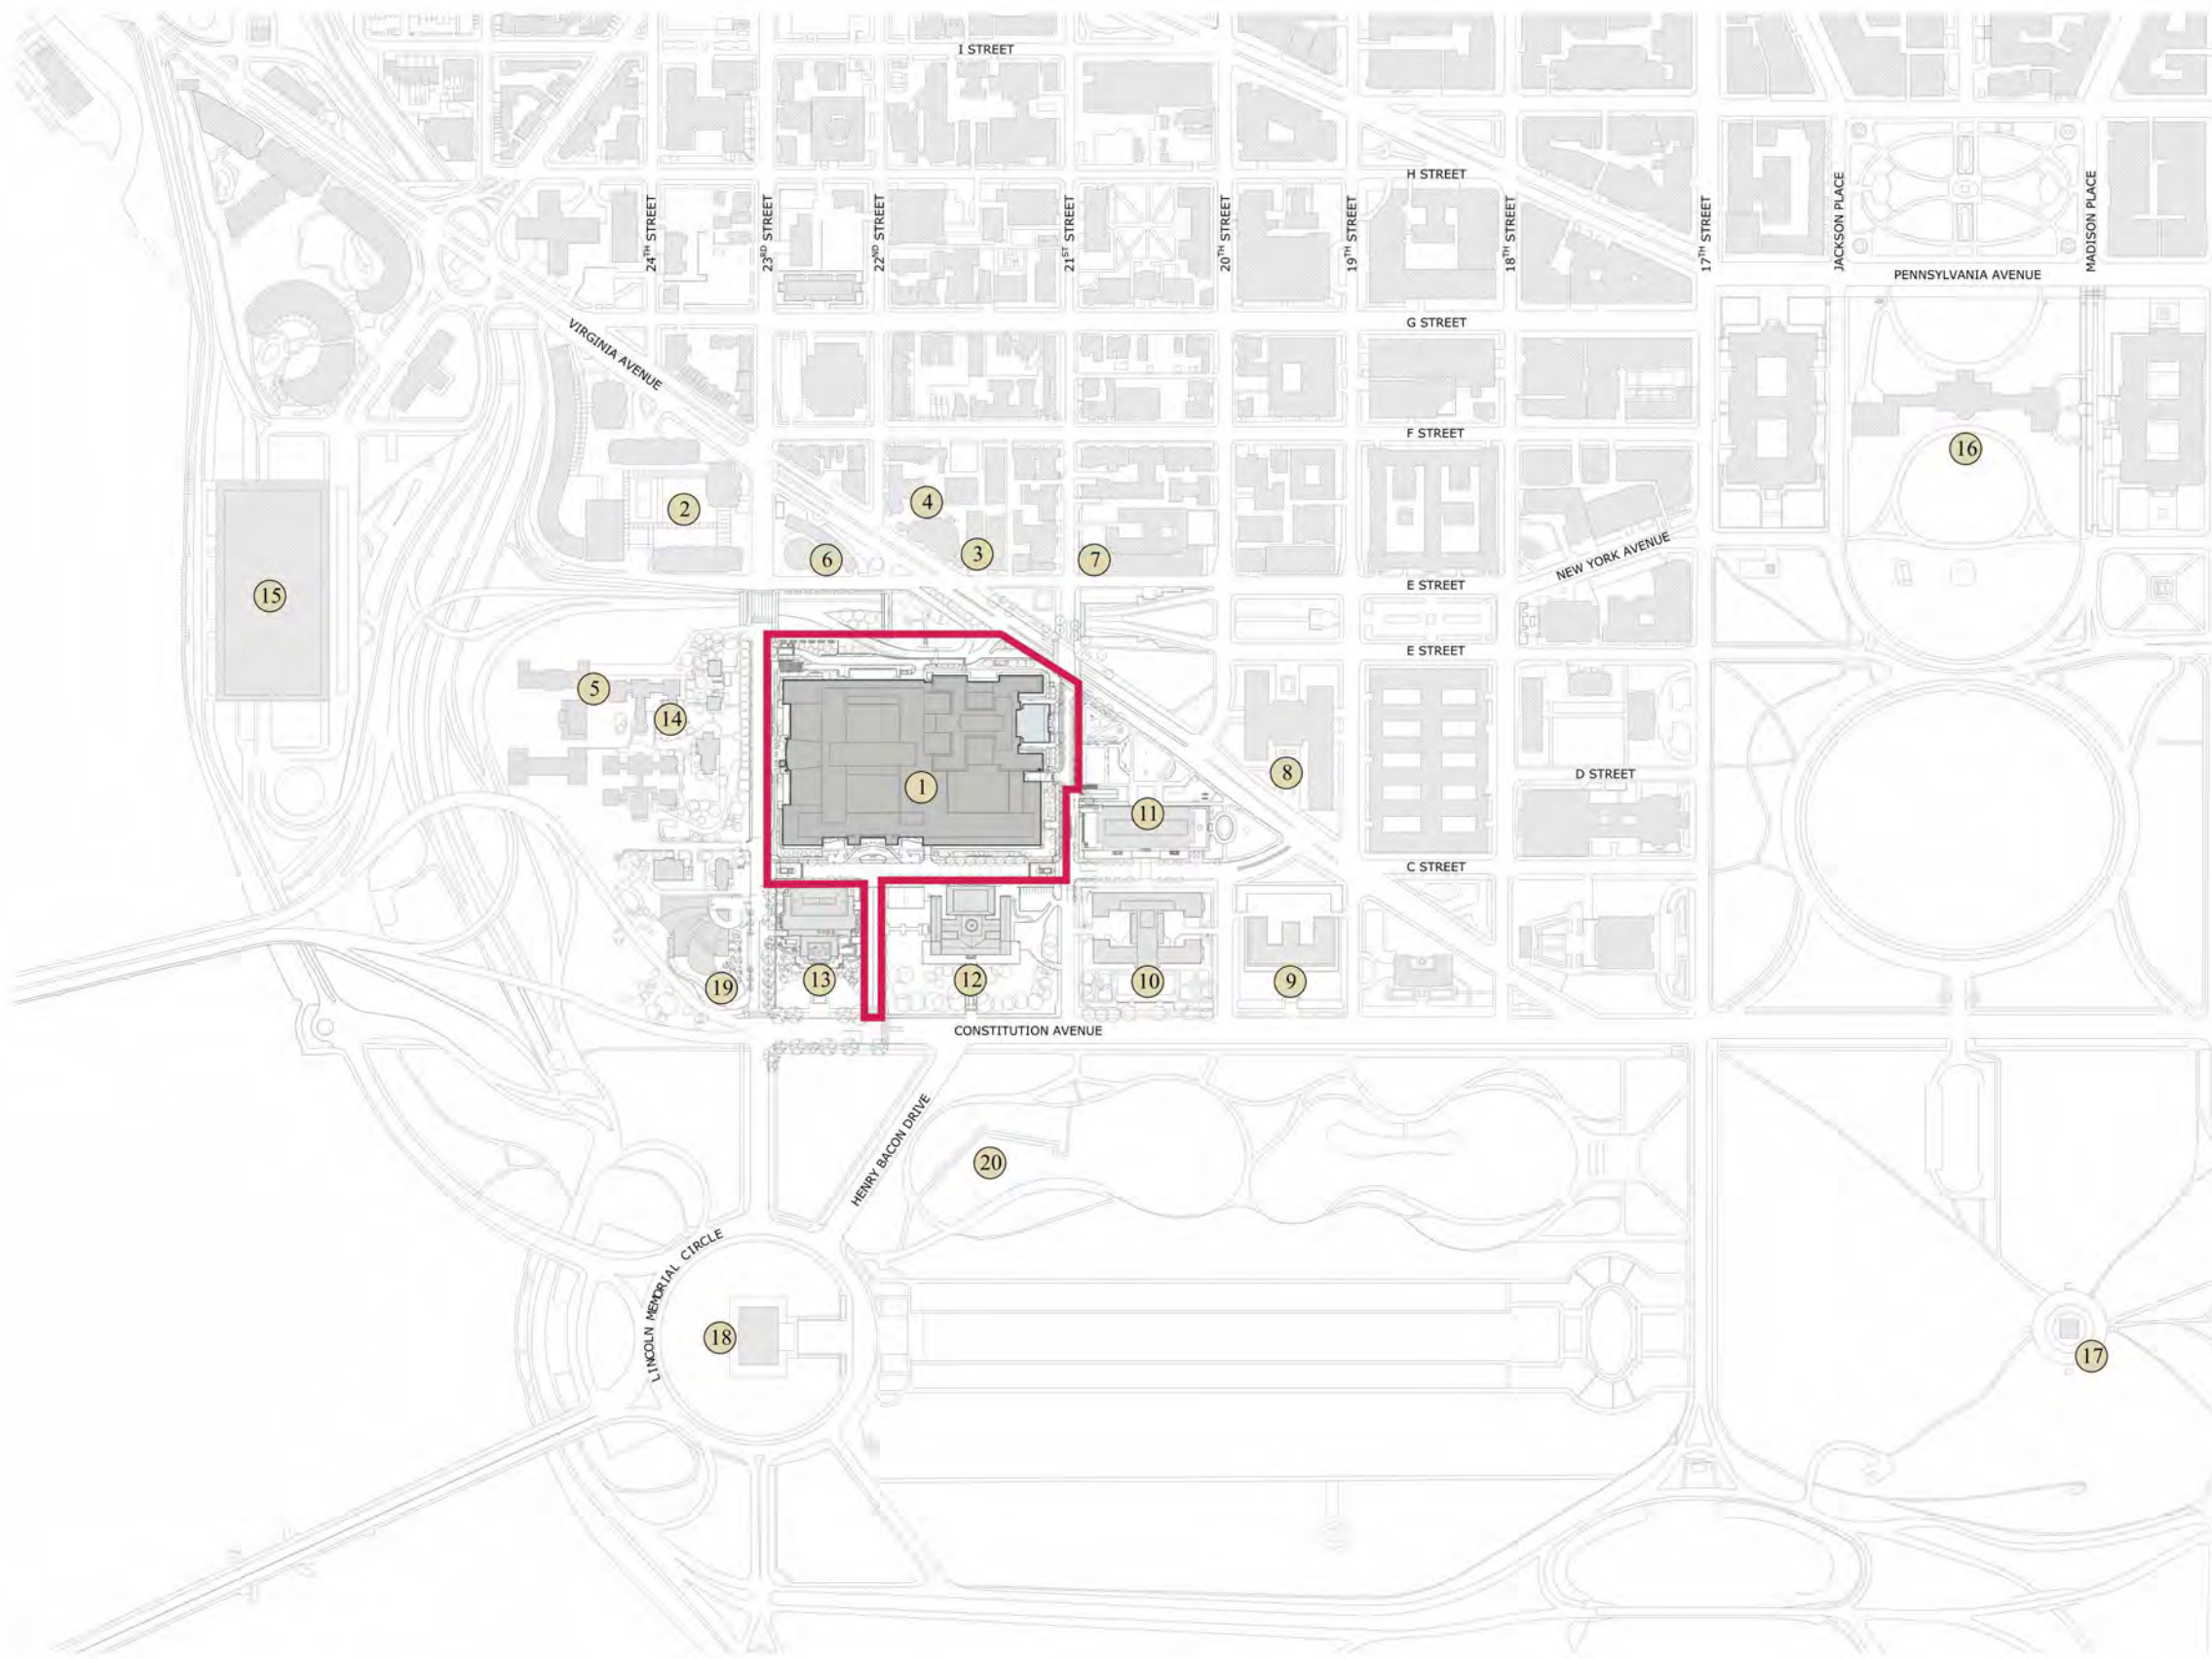 I STREET
H STREET
24TH STREET
23RD STREET
22ND STREET
21ST STREET
20TH STREET
19TH STREET
18TH STREET
17TH STREET
JACKSON PLACE
MADISON PLACE
PENNSYLVANIA AVENUE
G STREET
VIRGINIA AVENUE
F STREET
16
4
2
3
6
7
NEW YORK AVENUE
E STREET
15
E STREET
5
14
8
D STREET
1
11
C STREET
19
13
12
10
9
CONSTITUTION AVENUE
HENRY BACON DRIVE
20
LINCOLN MEMORIAL CIRCLE
18
17